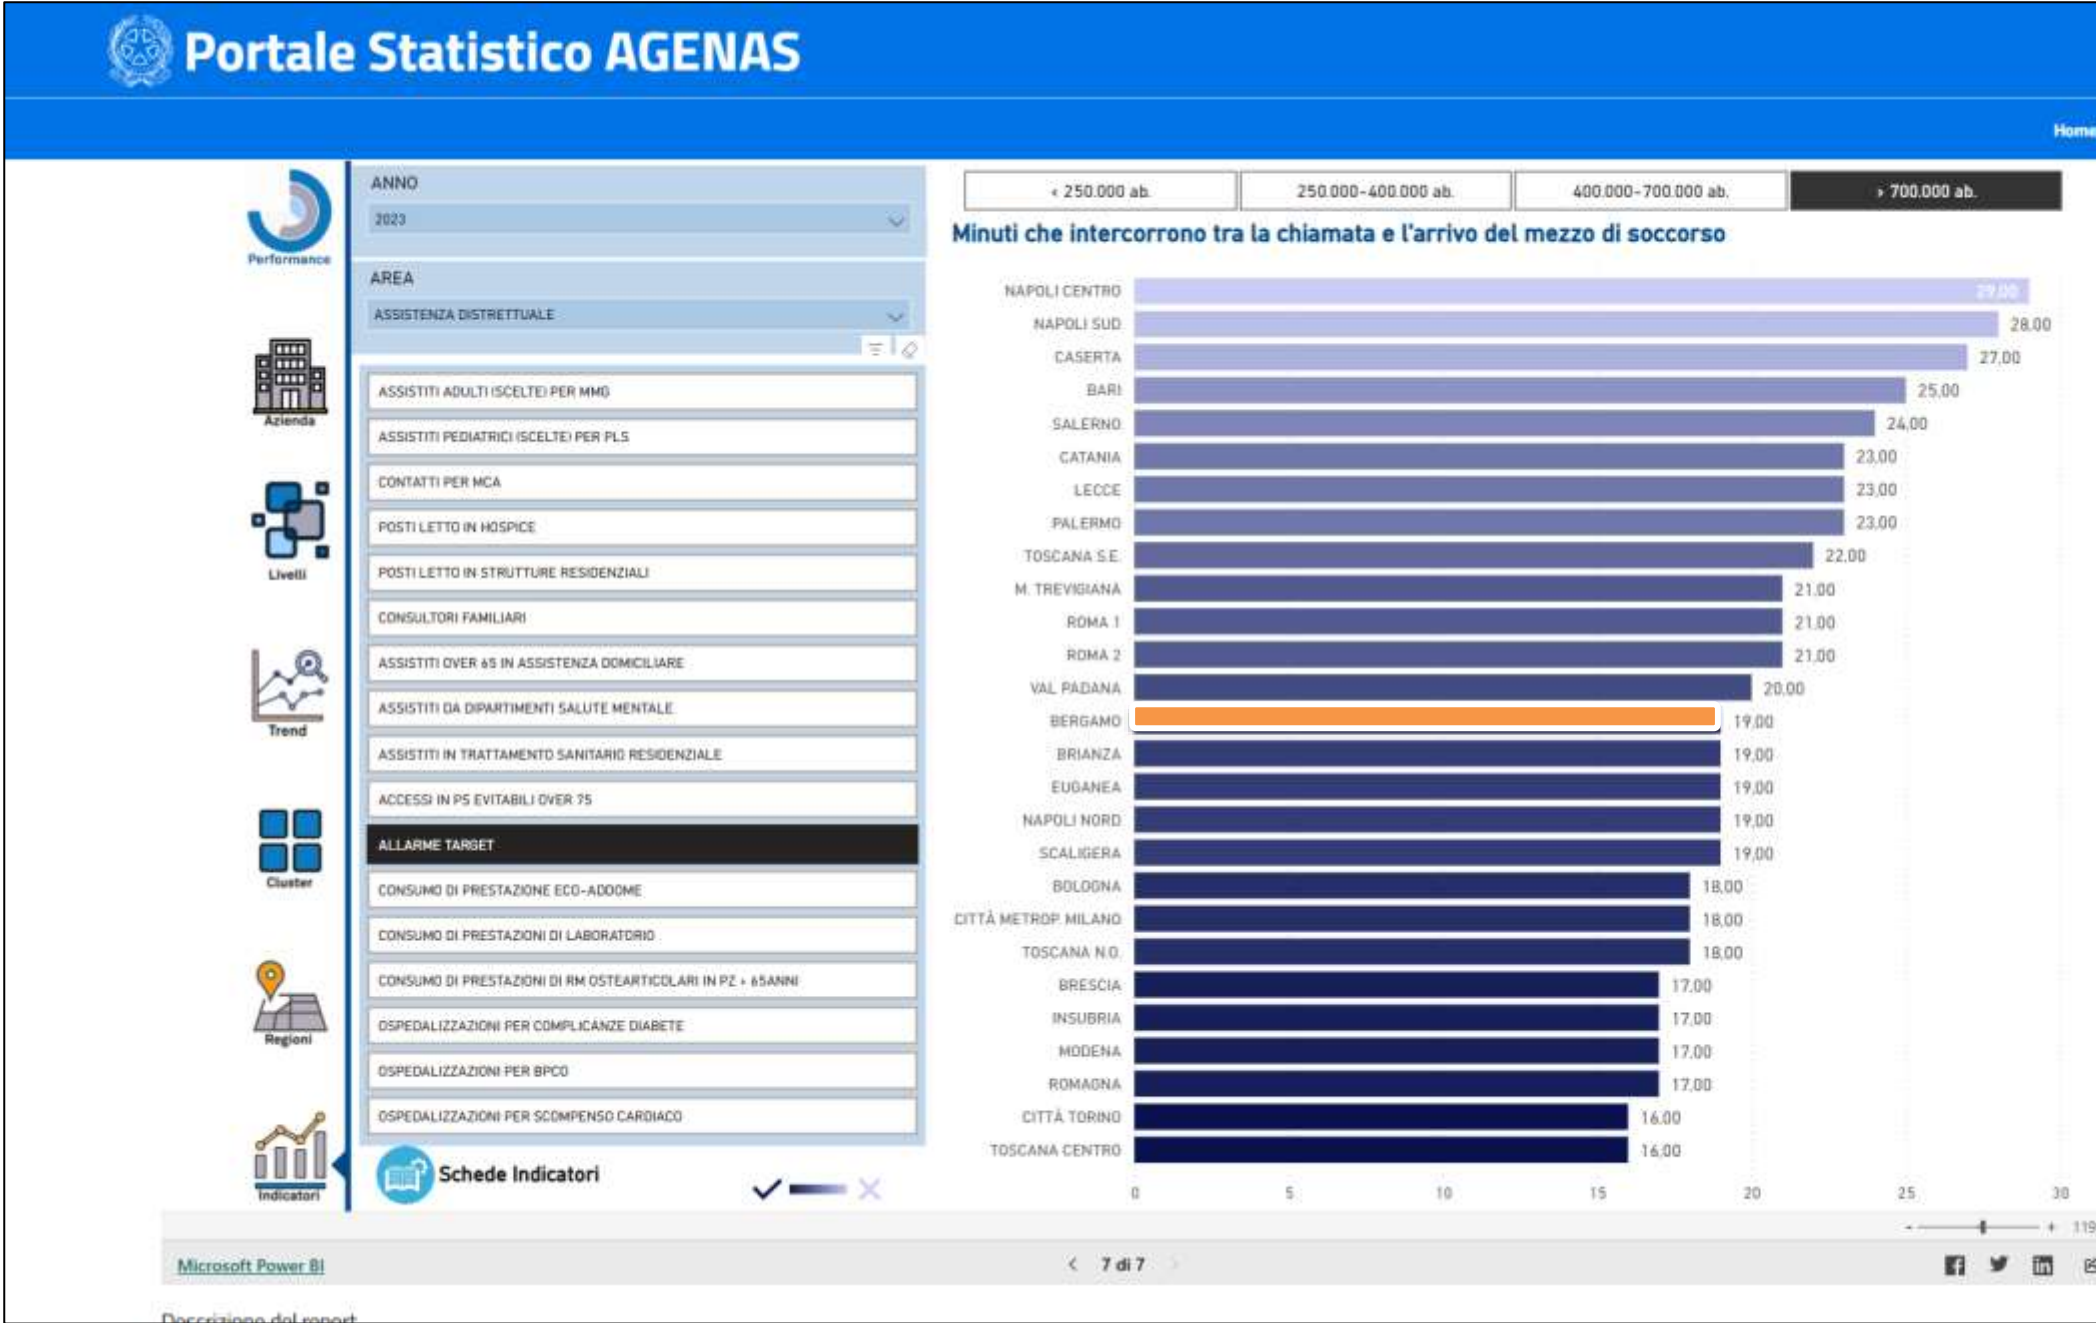 Portale Statistico AGENAS
Home
Performance
Azienda
Livelli
Trend
Cluster
Regioni
Indicatori
ANNO
2023
AREA
ASSISTENZA DISTRETTUALE
ASSISTITI ADULTI (SCELTE) PER MMG
ASSISTITI PEDIATRICI (SCELTE) PER PLS
CONTATTI PER MCA
POSTI LETTO IN HOSPICE
POSTI LETTO IN STRUTTURE RESIDENZIALI
CONSULTORI FAMILIARI
ASSISTITI OVER 65 IN ASSISTENZA DOMICILIARE
ASSISTITI DA DIPARTIMENTI SALUTE MENTALE
ASSISTITI IN TRATTAMENTO SANITARIO RESIDENZIALE
ACCESSI IN PS EVITABILI OVER 75
ALLARME TARGET
CONSUMO DI PRESTAZIONE ECO-ADDOME
CONSUMO DI PRESTAZIONI DI LABORATORIO
CONSUMO DI PRESTAZIONI DI RM OSTEARTICOLARI IN PZ > 65ANNI
OSPEDALIZZAZIONI PER COMPLICANZE DIABETE
OSPEDALIZZAZIONI PER BPCO
OSPEDALIZZAZIONI PER SCOMPENSO CARDIACO
Schede Indicatori
< 250.000 ab.
250.000-400.000 ab.
400.000-700.000 ab.
> 700.000 ab.
Minuti che intercorrono tra la chiamata e l'arrivo del mezzo di soccorso
NAPOLI CENTRO 29,00
NAPOLI SUD 28,00
CASERTA 27,00
BARI 25,00
SALERNO 24,00
CATANIA 23,00
LECCE 23,00
PALERMO 23,00
TOSCANA S.E. 22,00
M. TREVIGIANA 21,00
ROMA 1 21,00
ROMA 2 21,00
VAL PADANA 20,00
BERGAMO 19,00
BRIANZA 19,00
EUGANEA 19,00
NAPOLI NORD 19,00
SCALIGERA 19,00
BOLOGNA 18,00
CITTÀ METROP. MILANO 18,00
TOSCANA N.O. 18,00
BRESCIA 17,00
INSUBRIA 17,00
MODENA 17,00
ROMAGNA 17,00
CITTÀ TORINO 16,00
TOSCANA CENTRO 16,00
0 5 10 15 20 25 30
- + 119
Microsoft Power BI
< 7 di 7 >
Descrizione del report